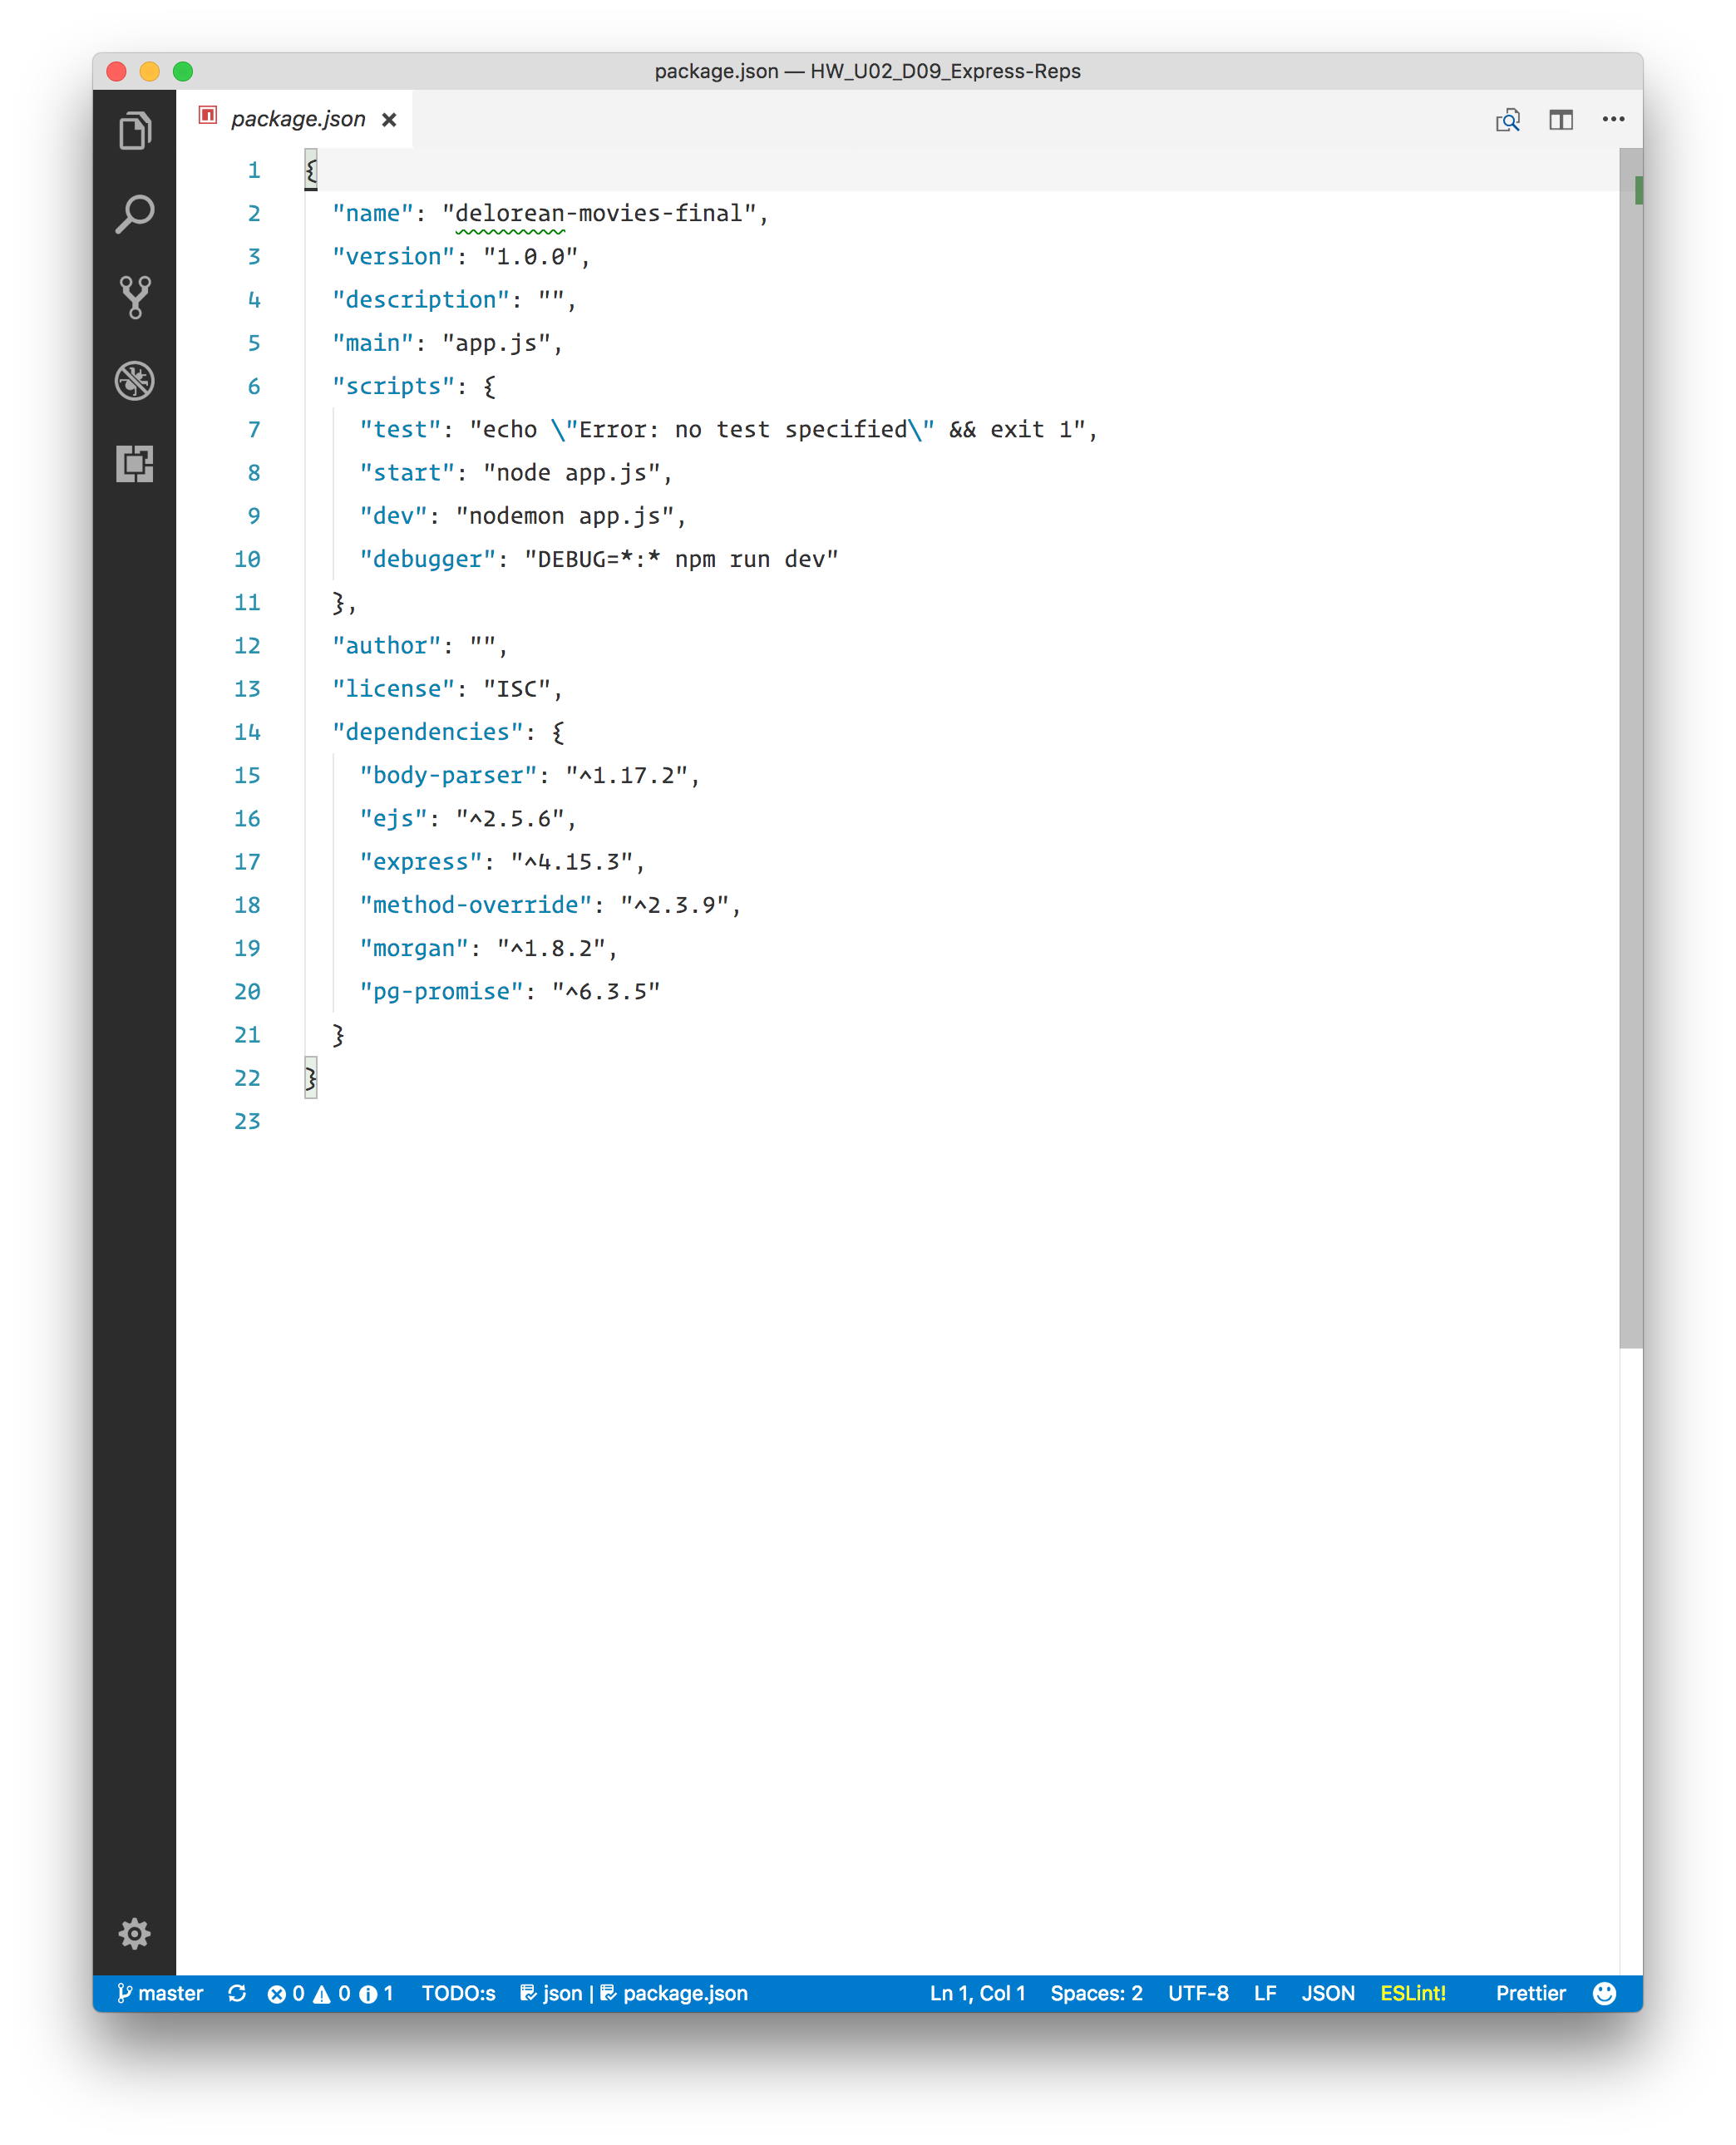 package.json — HW_U02_D09_Express-Reps
package.json
1 {
2 "name": "delorean-movies-final",
3 "version": "1.0.0",
4 "description": "",
5 "main": "app.js",
6 "scripts": {
7 "test": "echo \"Error: no test specified\" && exit 1",
8 "start": "node app.js",
9 "dev": "nodemon app.js",
10 "debugger": "DEBUG=*:* npm run dev"
11 },
12 "author": "",
13 "license": "ISC",
14 "dependencies": {
15 "body-parser": "^1.17.2",
16 "ejs": "^2.5.6",
17 "express": "^4.15.3",
18 "method-override": "^2.3.9",
19 "morgan": "^1.8.2",
20 "pg-promise": "^6.3.5"
21 }
22 }
23
master 0 0 1 TODO:s json | package.json Ln 1, Col 1 Spaces: 2 UTF-8 LF JSON ESLint! Prettier